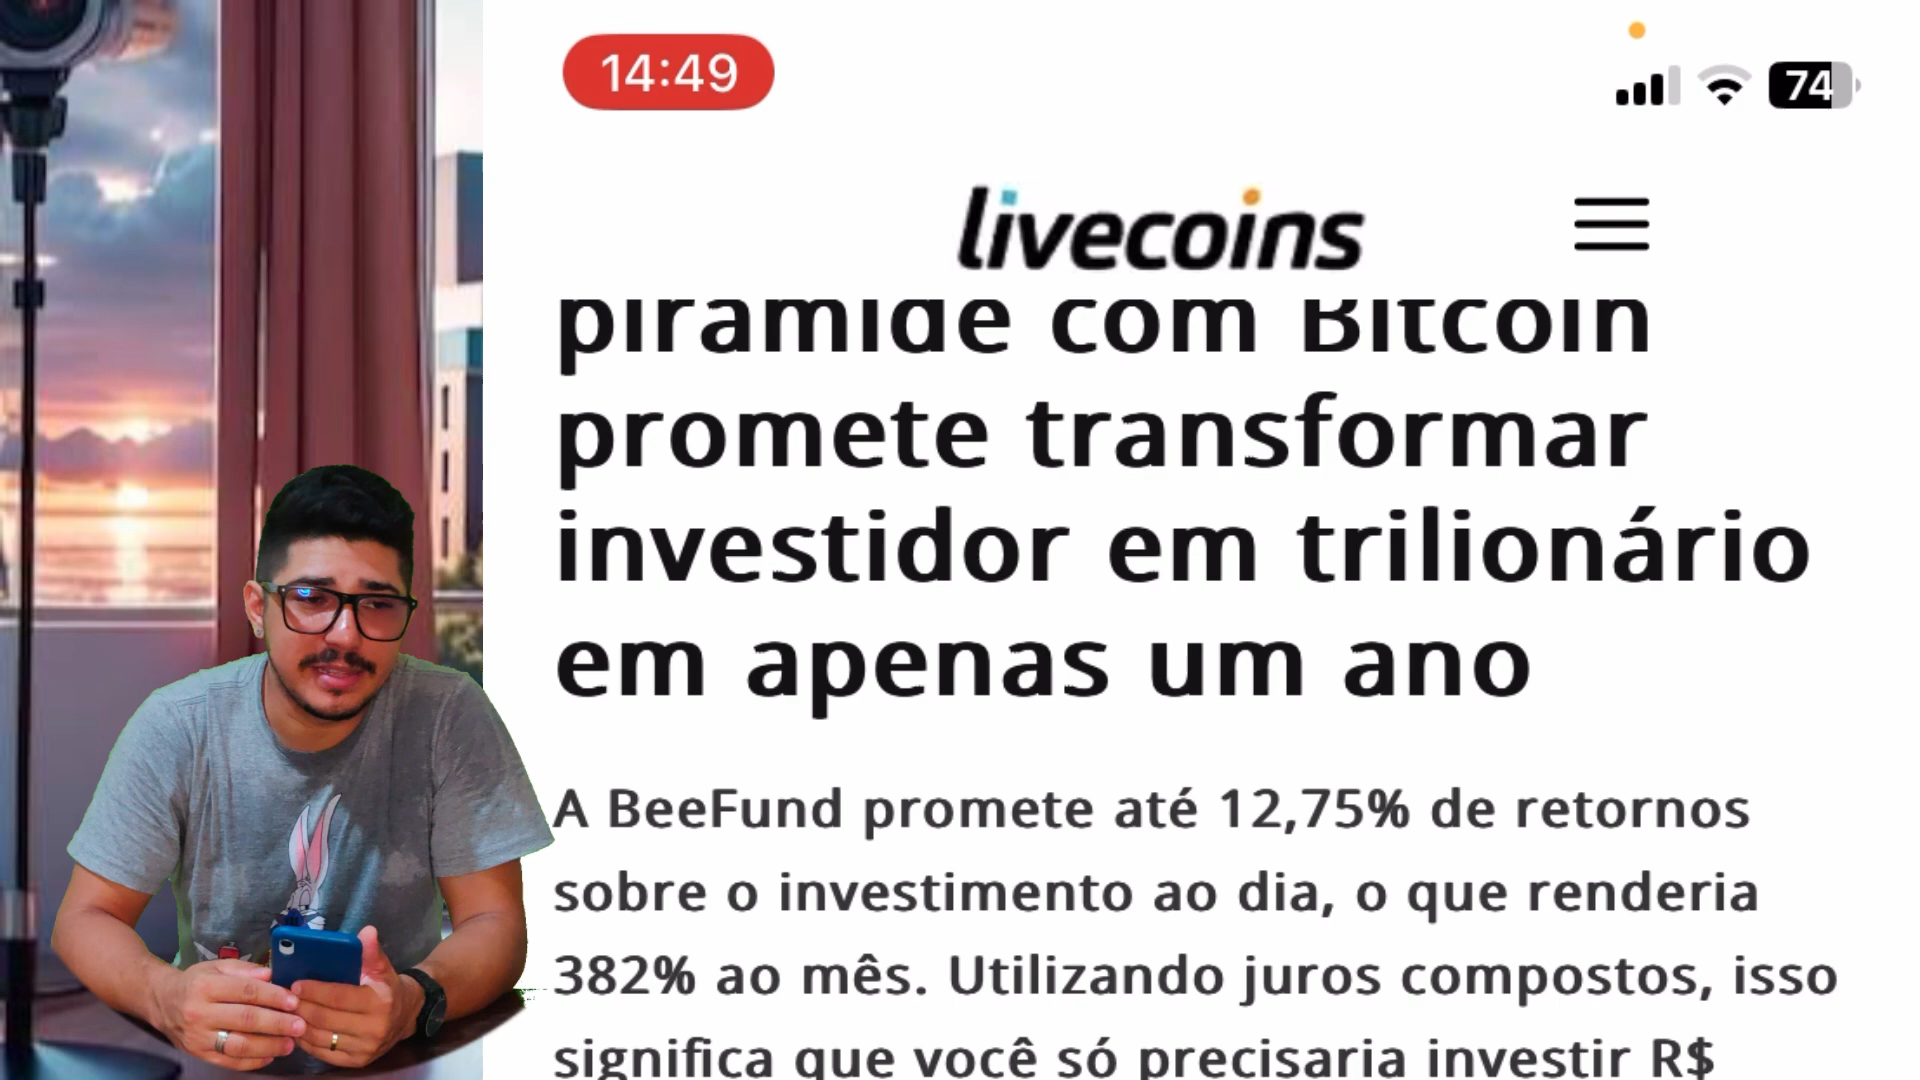 14:49
74
livecoins
pirâmide com Bitcoin
promete transformar
investidor em trilionário
em apenas um ano
A BeeFund promete até 12,75% de retornos
sobre o investimento ao dia, o que renderia
382% ao mês. Utilizando juros compostos, isso
significa que você só precisaria investir R$